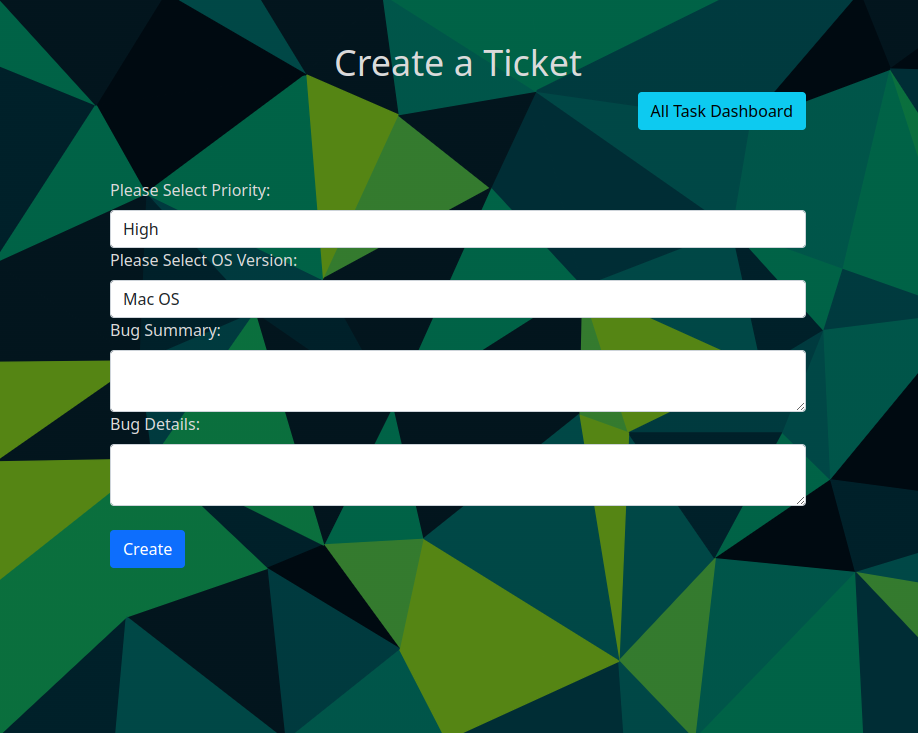 Create a Ticket
All Task Dashboard
Please Select Priority:
High
Please Select OS Version:
Mac OS
Bug Summary:
Bug Details:
Create